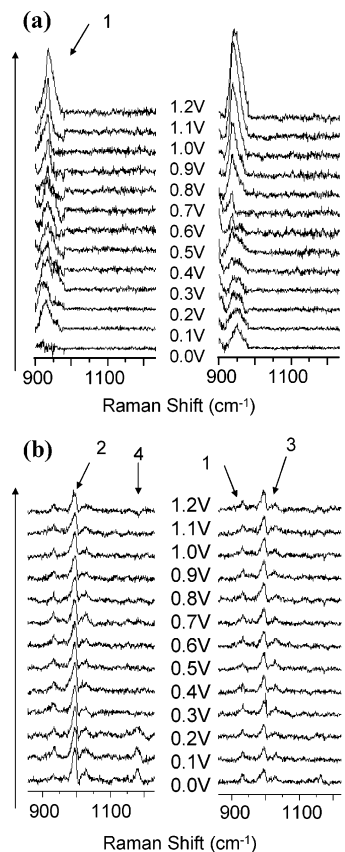 (a)
1
1.2V
1.1V
1.0V
0.9V
0.8V
0.7V
0.6V
0.5V
0.4V
0.3V
0.2V
0.1V
0.0V
900 1100 900 1100
Raman Shift (cm-1)
(b)
2 4 1 3
1.2V
1.1V
1.0V
0.9V
0.8V
0.7V
0.6V
0.5V
0.4V
0.3V
0.2V
0.1V
0.0V
900 1100 900 1100
Raman Shift (cm-1)